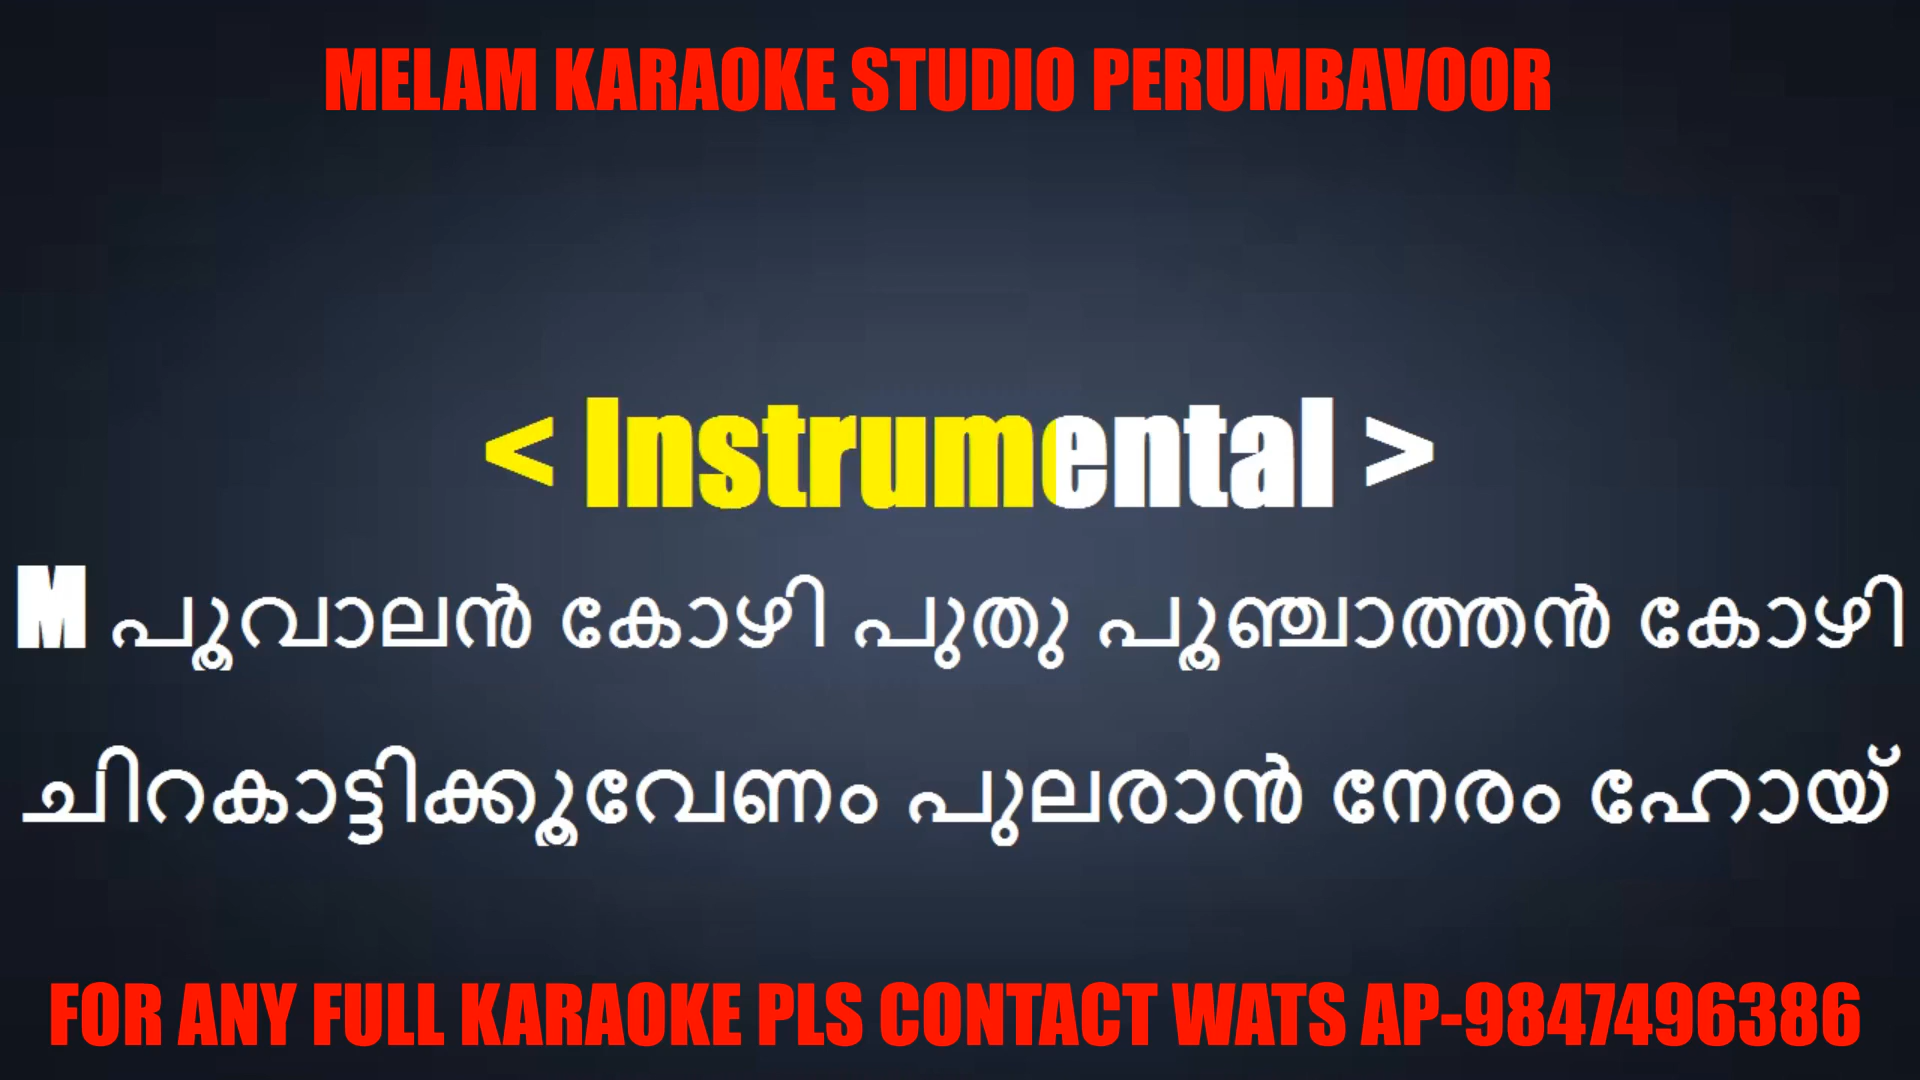 MELAM KARAOKE STUDIO PERUMBAVOOR
< Instrumental >
M പൂവാലൻ കോഴി പുതു പൂഞ്ചാത്തൻ കോഴി
ചിറകാട്ടിക്കൂവേണം പുലരാൻ നേരം ഹോയ്
FOR ANY FULL KARAOKE PLS CONTACT WATS AP-9847496386